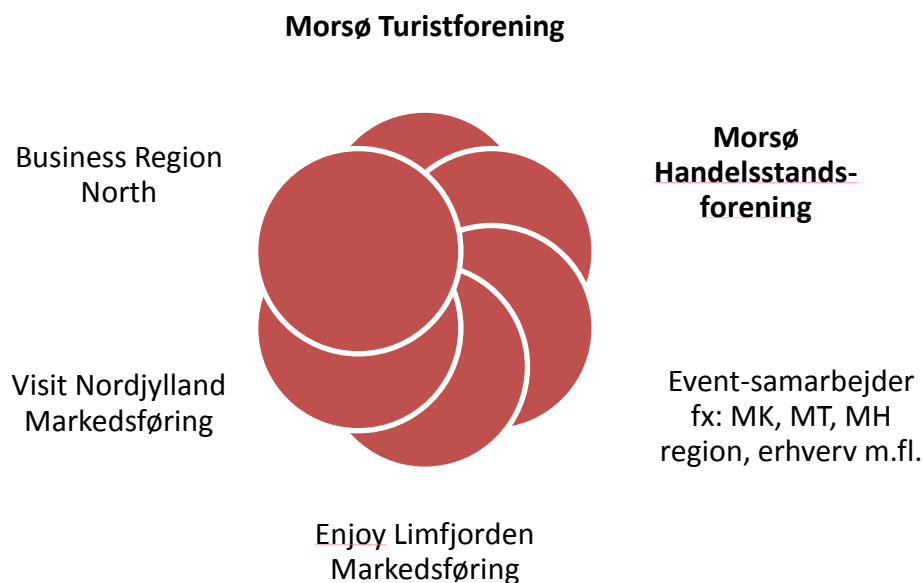 Morsø Turistforening
Morsø
Handelsstands-
forening
Event-samarbejder
fx: MK, MT, MH
region, erhverv m.fl.
Enjoy Limfjorden
Markedsføring
Visit Nordjylland
Markedsføring
Business Region
North